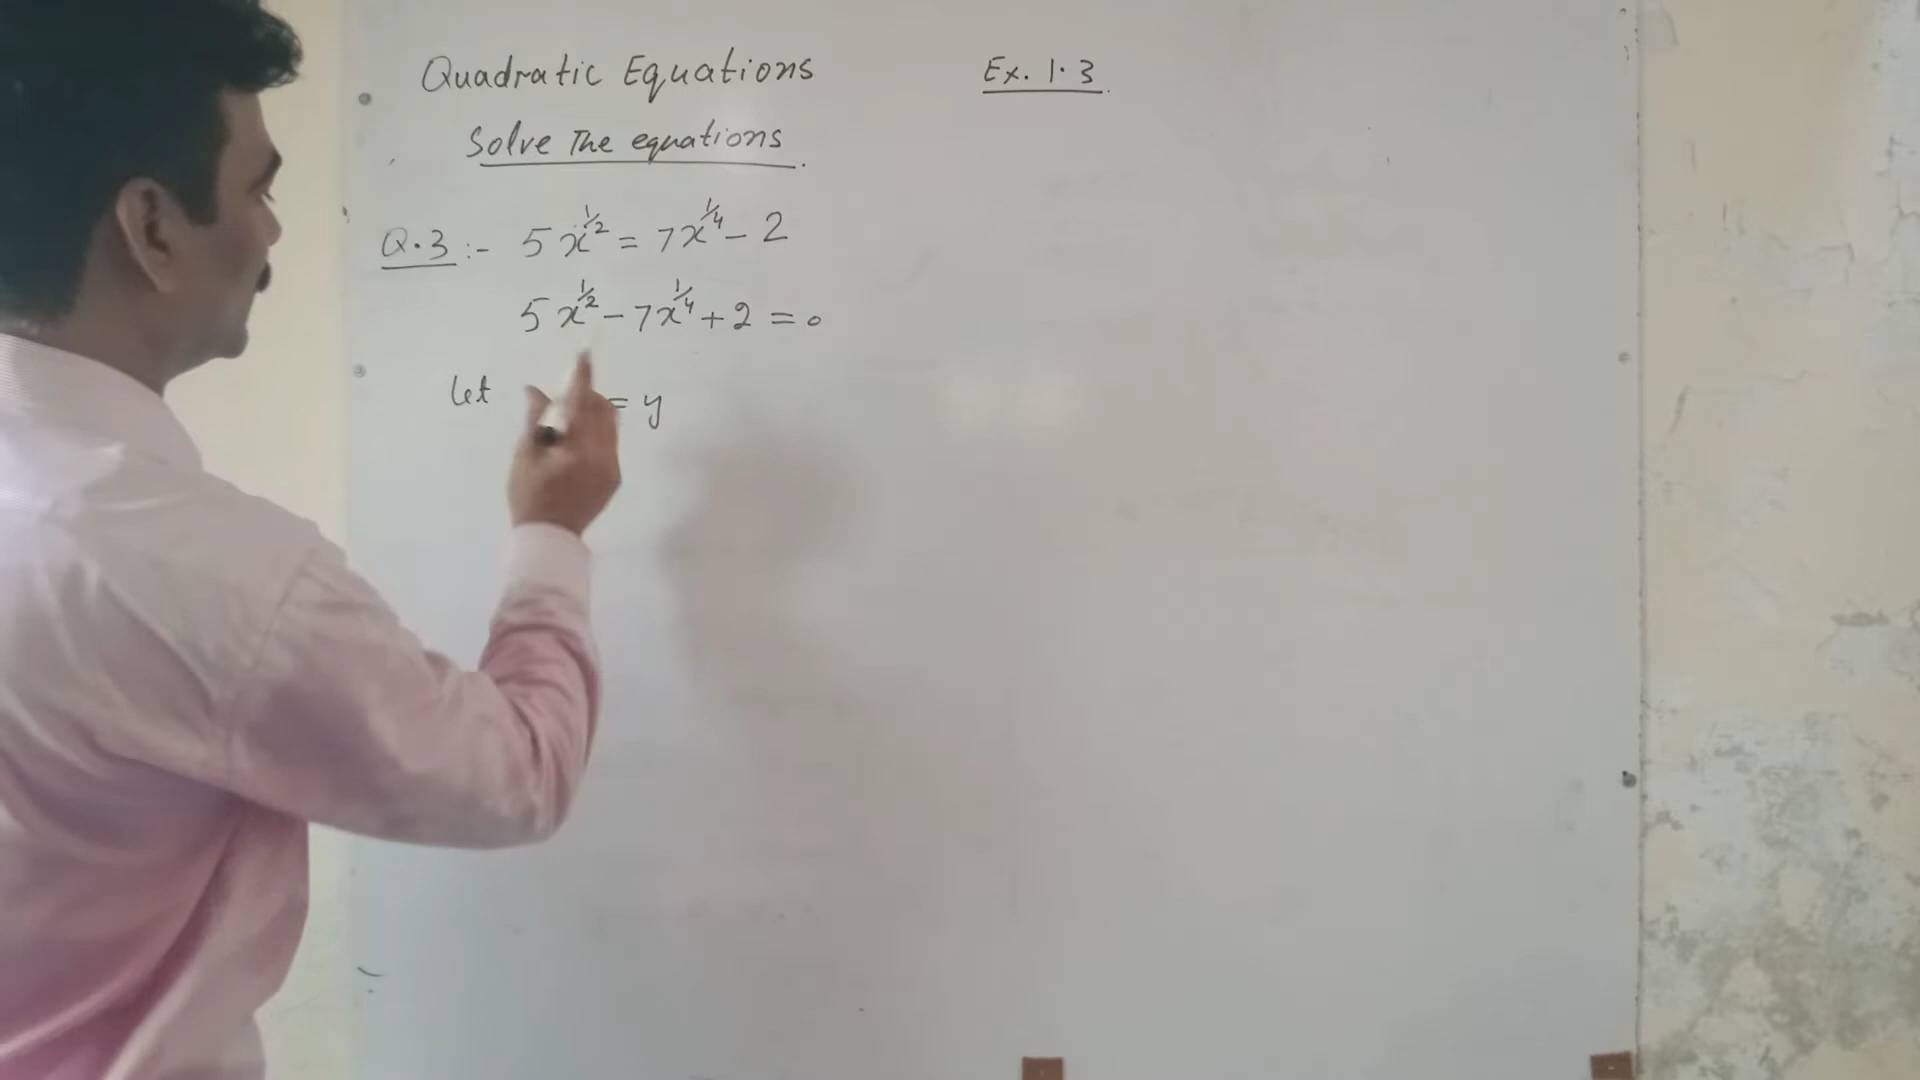 Quadratic Equations
Ex. 1.3
Solve The equations
Q.3 :- 5x^1/2 = 7x^1/4 - 2
5x^1/2 - 7x^1/4 + 2 = 0
Let = y